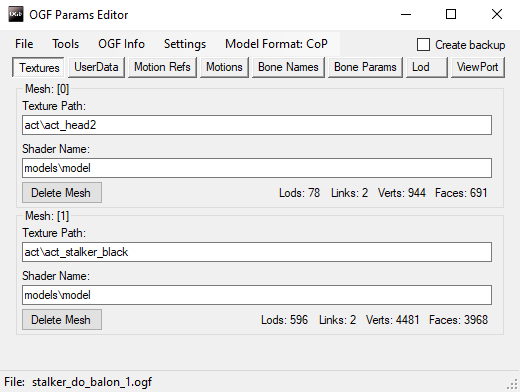 OGF OGF Params Editor
File Tools OGF Info Settings Model Format: CoP Create backup
Textures UserData Motion Refs Motions Bone Names Bone Params Lod ViewPort
Mesh: [0]
Texture Path:
act\act_head2
Shader Name:
models\model
Delete Mesh Lods: 78 Links: 2 Verts: 944 Faces: 691
Mesh: [1]
Texture Path:
act\act_stalker_black
Shader Name:
models\model
Delete Mesh Lods: 596 Links: 2 Verts: 4481 Faces: 3968
File: stalker_do_balon_1.ogf